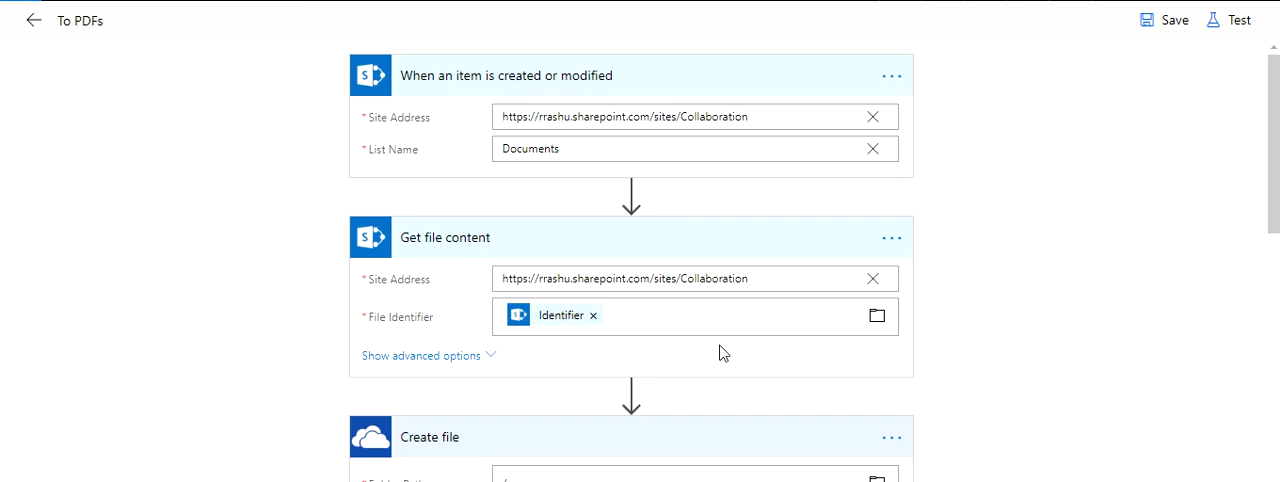 To PDFs
Save Test
When an item is created or modified
* Site Address https://rrashu.sharepoint.com/sites/Collaboration
* List Name Documents
Get file content
* Site Address https://rrashu.sharepoint.com/sites/Collaboration
* File Identifier Identifier ×
Show advanced options
Create file